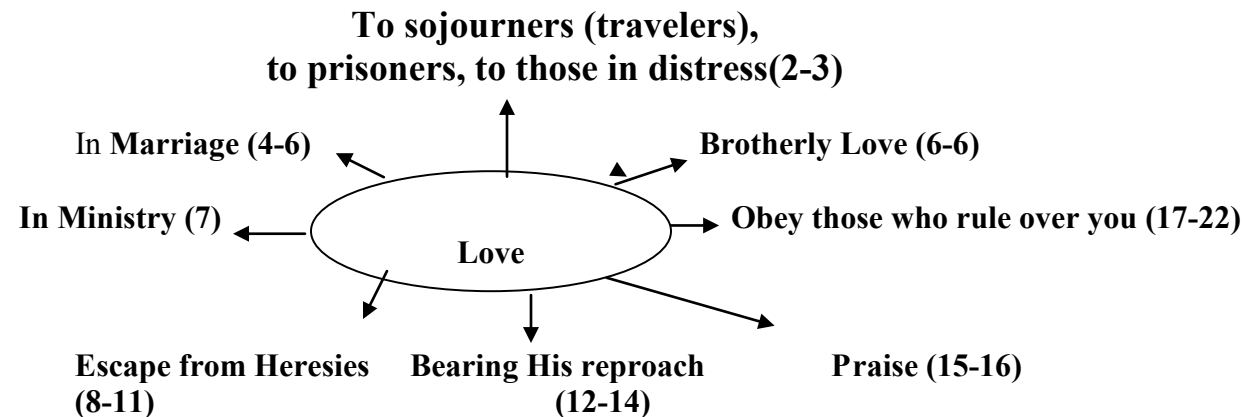 To sojourners (travelers),
to prisoners, to those in distress(2-3)
In Marriage (4-6)
Brotherly Love (6-6)
In Ministry (7)
Obey those who rule over you (17-22)
Love
Escape from Heresies
(8-11)
Bearing His reproach
(12-14)
Praise (15-16)